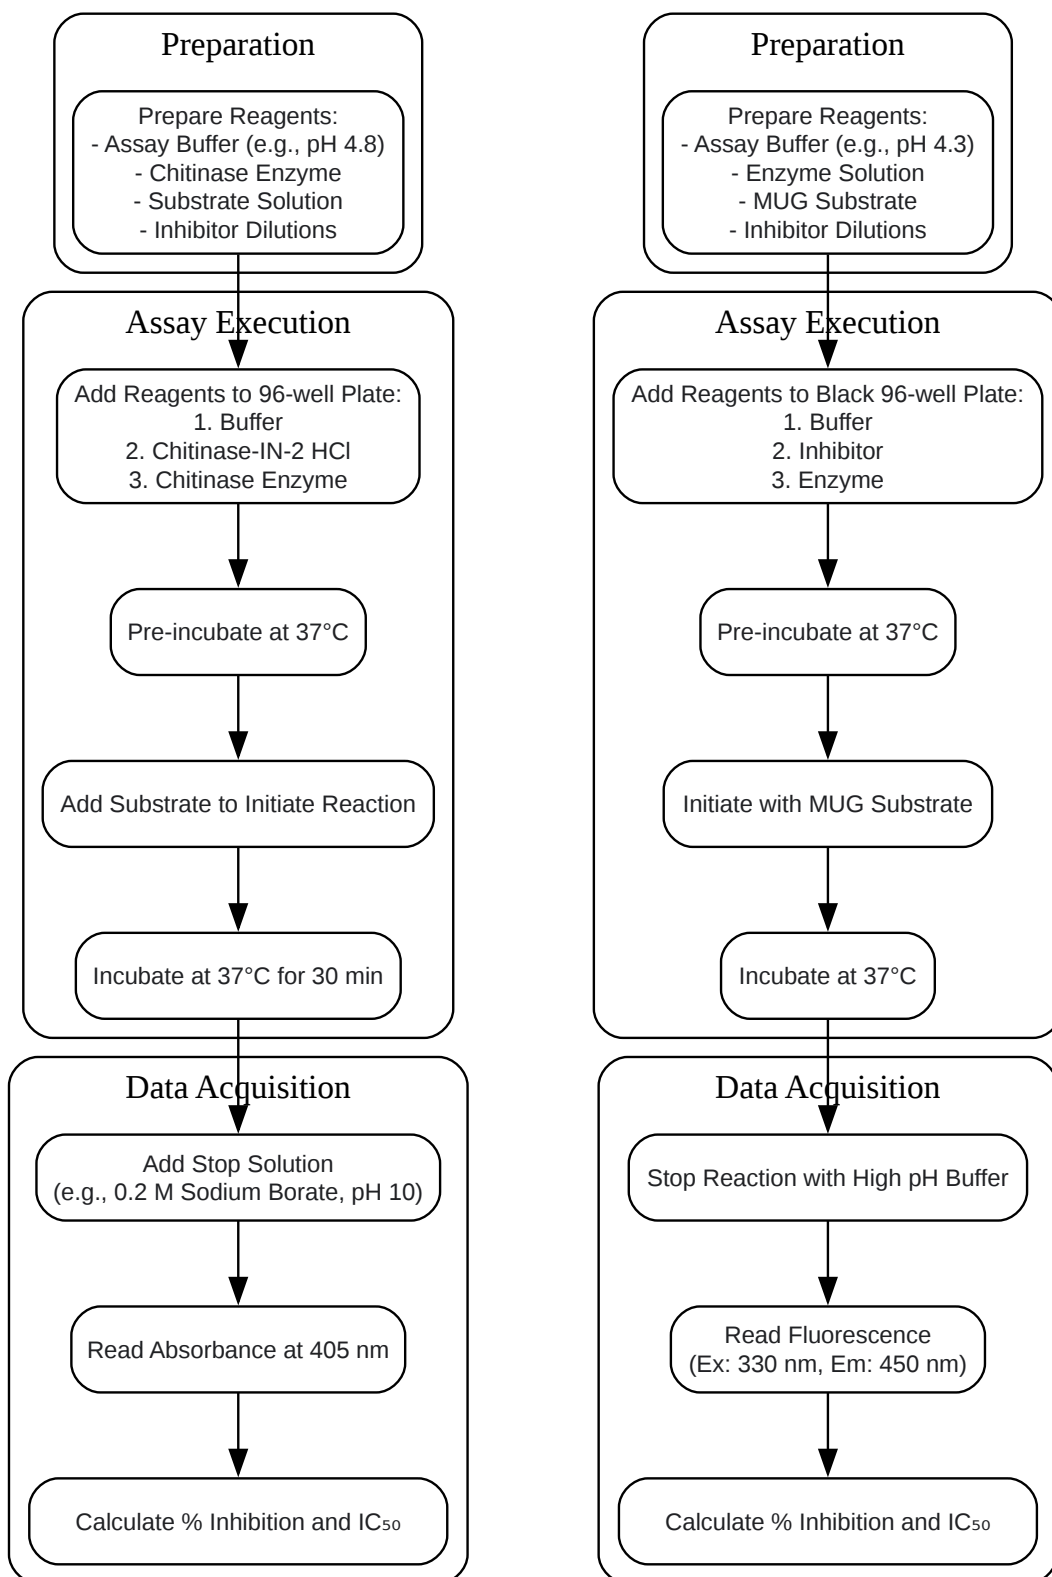 Preparation
Prepare Reagents:
- Assay Buffer (e.g., pH 4.8)
- Chitinase Enzyme
- Substrate Solution
- Inhibitor Dilutions
Assay Execution
Add Reagents to 96-well Plate:
1. Buffer
2. Chitinase-IN-2 HCl
3. Chitinase Enzyme
Pre-incubate at 37°C
Add Substrate to Initiate Reaction
Incubate at 37°C for 30 min
Data Acquisition
Add Stop Solution
(e.g., 0.2 M Sodium Borate, pH 10)
Read Absorbance at 405 nm
Calculate % Inhibition and IC₅₀
Preparation
Prepare Reagents:
- Assay Buffer (e.g., pH 4.3)
- Enzyme Solution
- MUG Substrate
- Inhibitor Dilutions
Assay Execution
Add Reagents to Black 96-well Plate:
1. Buffer
2. Inhibitor
3. Enzyme
Pre-incubate at 37°C
Initiate with MUG Substrate
Incubate at 37°C
Data Acquisition
Stop Reaction with High pH Buffer
Read Fluorescence
(Ex: 330 nm, Em: 450 nm)
Calculate % Inhibition and IC₅₀